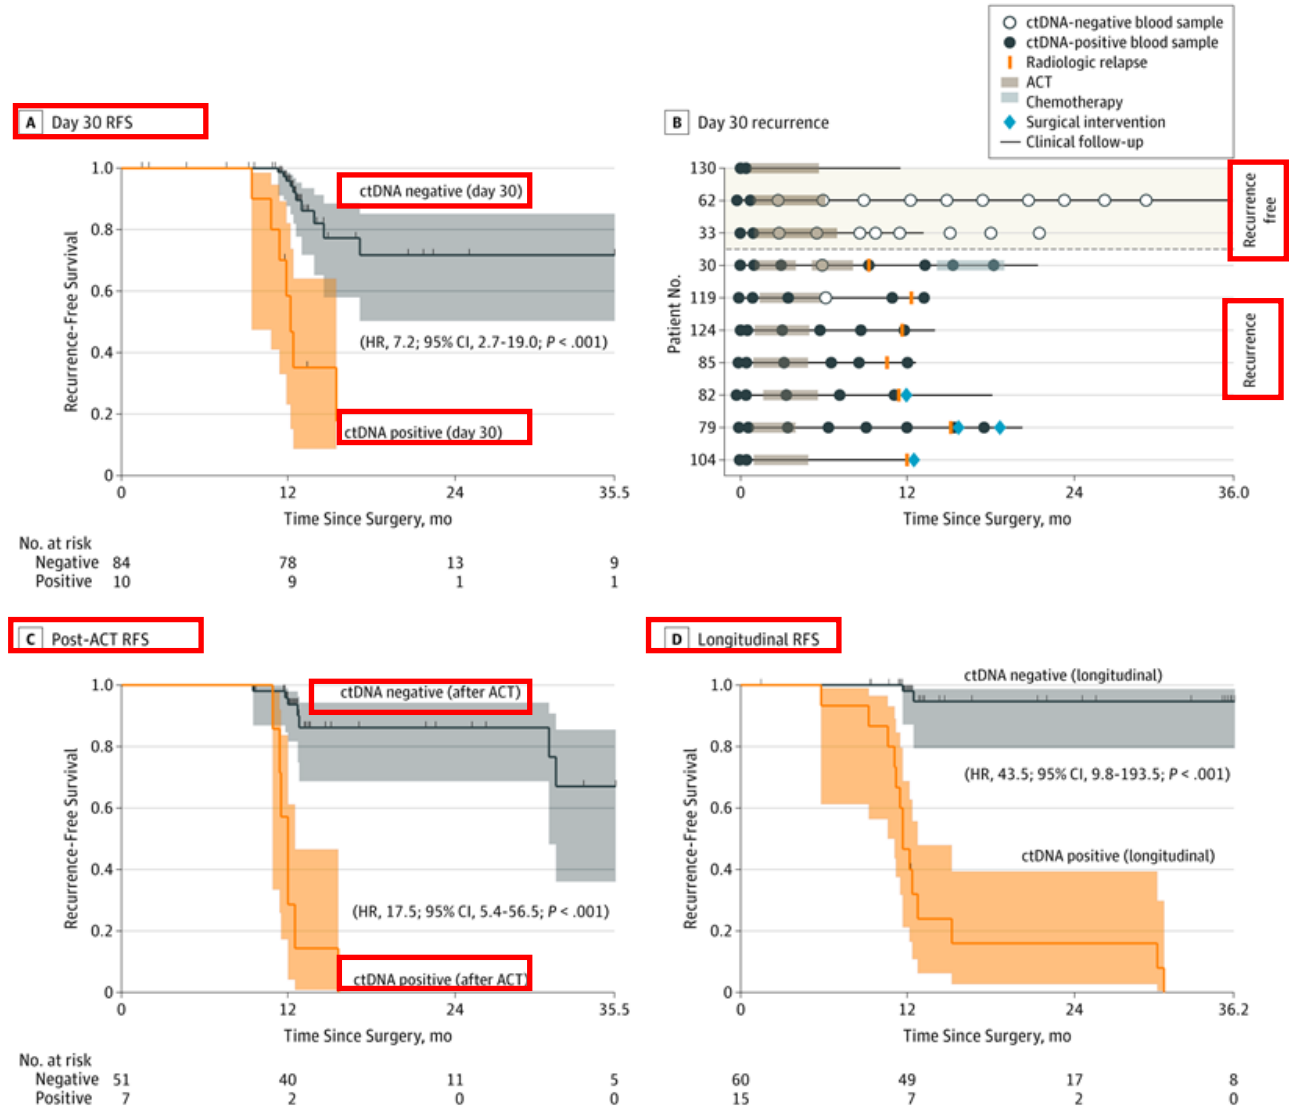 ctDNA-negative blood sample
ctDNA-positive blood sample
Radiologic relapse
ACT
Chemotherapy
Surgical intervention
Clinical follow-up
A Day 30 RFS
1.0
0.8
0.6
0.4
0.2
0
Recurrence-Free Survival
ctDNA negative (day 30)
(HR, 7.2; 95% CI, 2.7-19.0; P < .001)
ctDNA positive (day 30)
0 12 24 35.5
Time Since Surgery, mo
No. at risk
Negative 84 78 13 9
Positive 10 9 1 1
B Day 30 recurrence
Patient No.
130
62
33
30
119
124
85
82
79
104
Recurrence
free
Recurrence
0 12 24 36.0
Time Since Surgery, mo
C Post-ACT RFS
1.0
0.8
0.6
0.4
0.2
0
Recurrence-Free Survival
ctDNA negative (after ACT)
(HR, 17.5; 95% CI, 5.4-56.5; P < .001)
ctDNA positive (after ACT)
0 12 24 35.5
Time Since Surgery, mo
No. at risk
Negative 51 40 11 5
Positive 7 2 0 0
D Longitudinal RFS
1.0
0.8
0.6
0.4
0.2
0
Recurrence-Free Survival
ctDNA negative (longitudinal)
(HR, 43.5; 95% CI, 9.8-193.5; P < .001)
ctDNA positive (longitudinal)
0 12 24 36.2
Time Since Surgery, mo
60 49 17 8
15 7 2 0